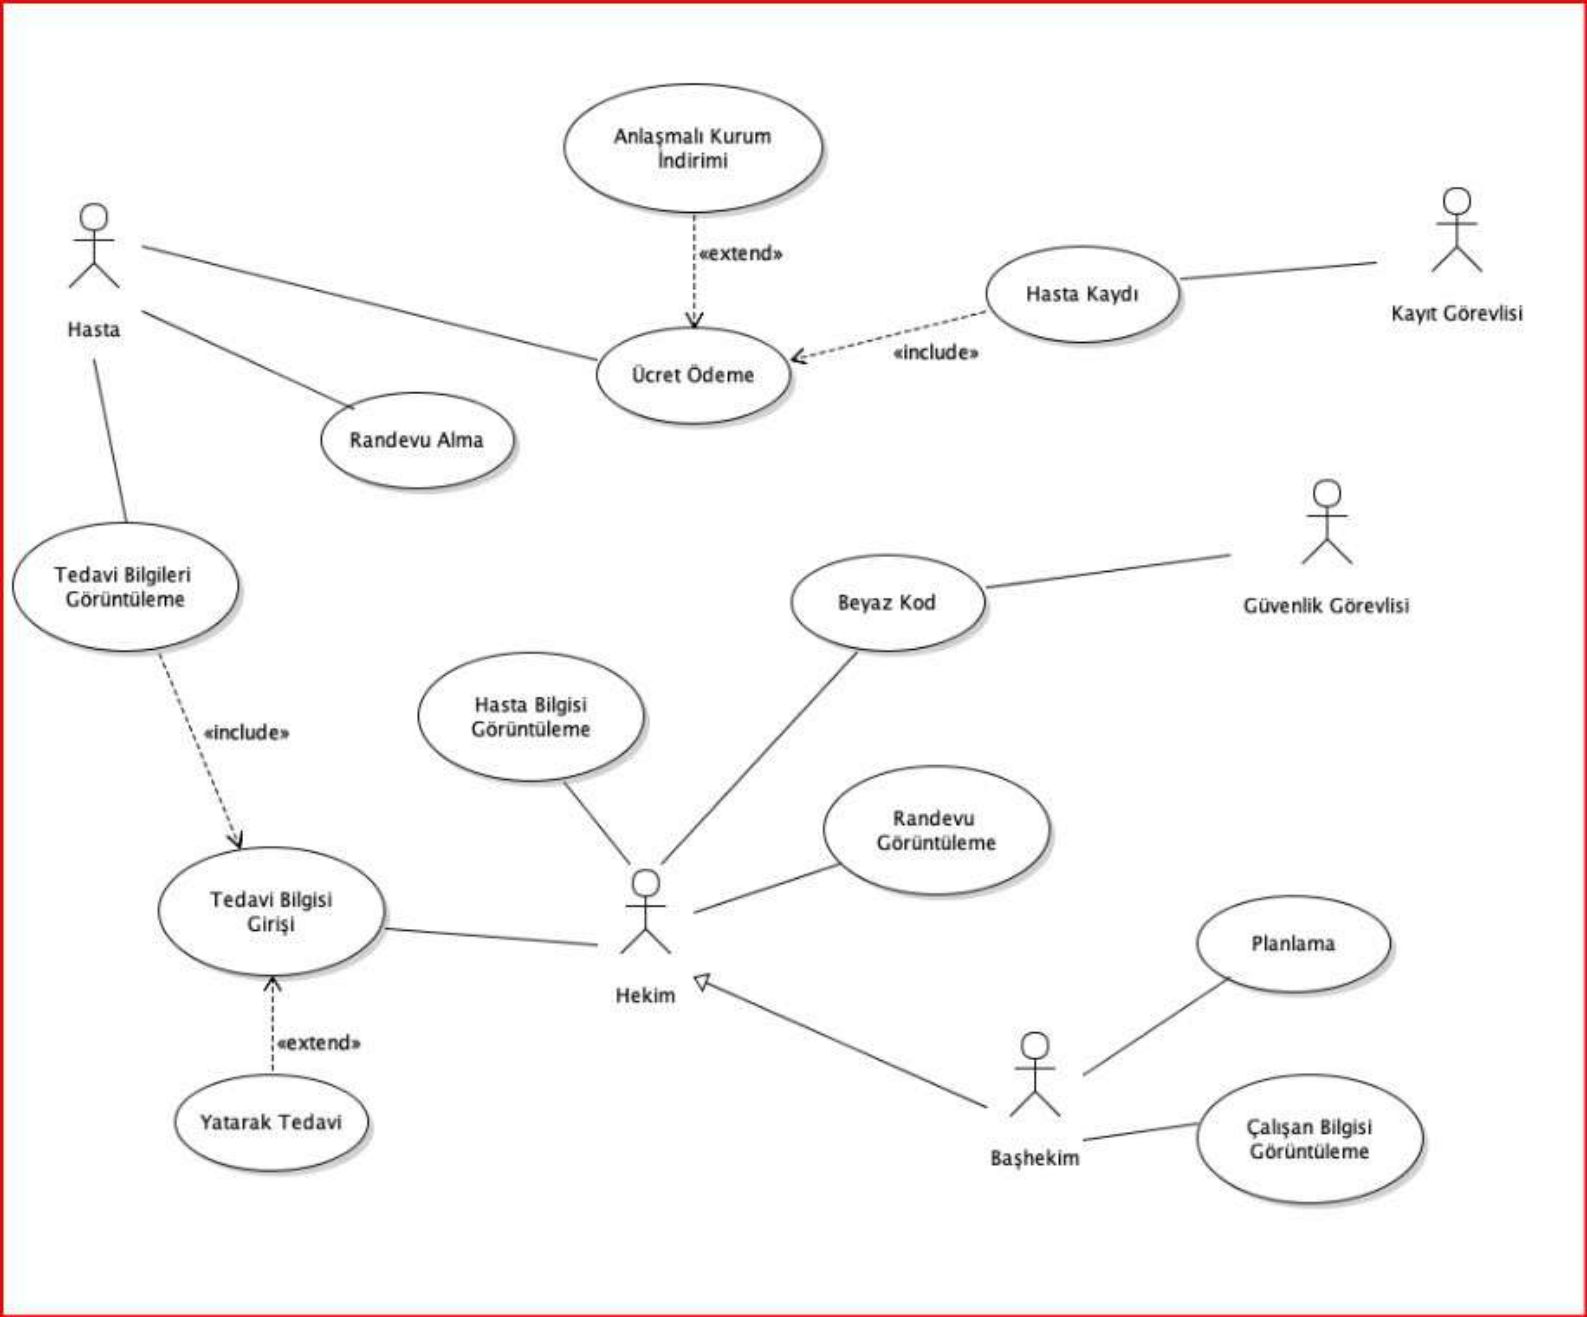 Anlaşmalı Kurum
İndirimi
«extend»
Hasta
Hasta Kaydı
Kayıt Görevlisi
«include»
Ücret Ödeme
Randevu Alma
Tedavi Bilgileri
Görüntüleme
Beyaz Kod
Güvenlik Görevlisi
Hasta Bilgisi
Görüntüleme
«include»
Randevu
Görüntüleme
Tedavi Bilgisi
Girişi
Hekim
Planlama
«extend»
Yatarak Tedavi
Başhekim
Çalışan Bilgisi
Görüntüleme